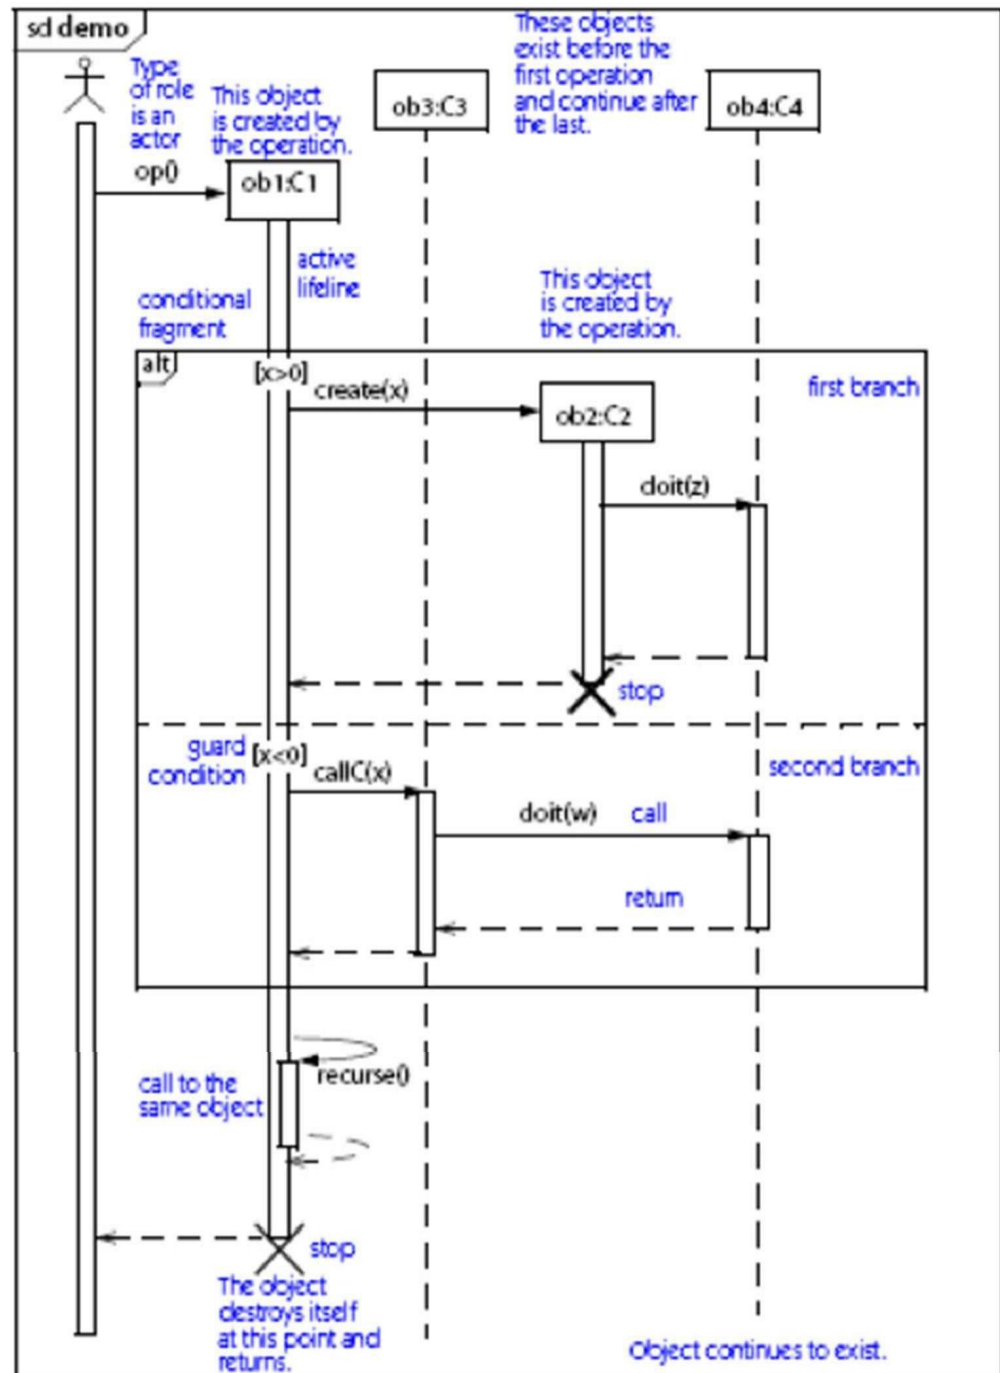 sd demo
These objects
exist before the
first operation
and continue after
the last.
Type
of role
is an
actor
This object
is created by
the operation.
ob3:C3
ob4:C4
op()
ob1:C1
active
lifeline
This object
is created by
the operation.
conditional
fragment
alt
[x>0]
create(x)
first branch
ob2:C2
doit(z)
stop
guard
condition
[x<0]
callC(x)
second branch
doit(w)
call
return
recurse()
call to the
same object
stop
The object
destroys itself
at this point and
returns.
Object continues to exist.